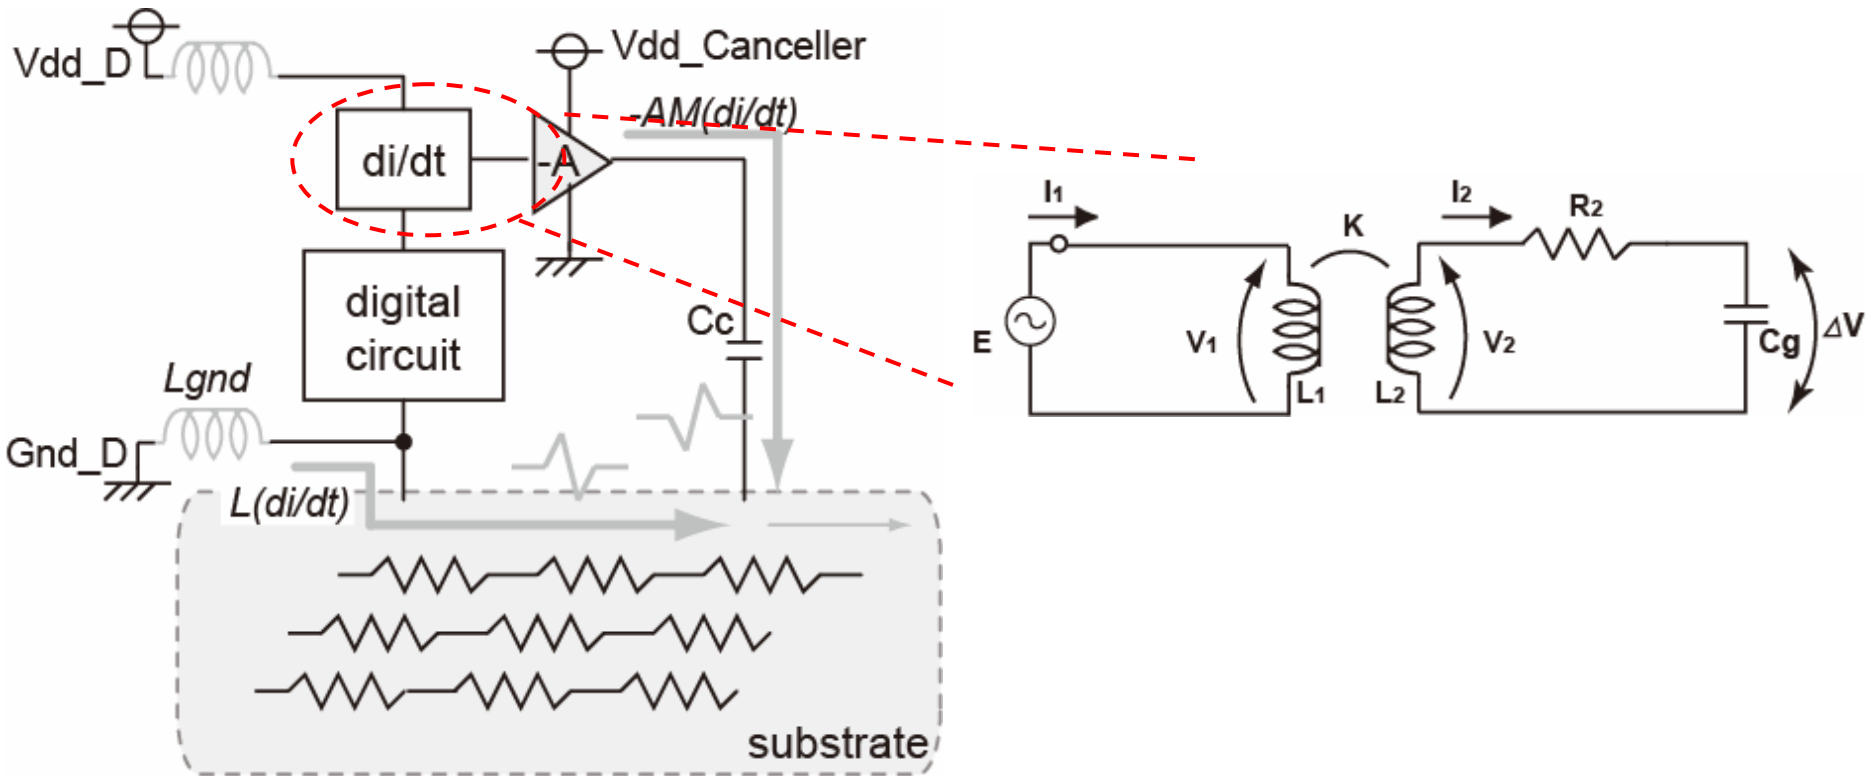 Vdd_D
Vdd_Canceller
-AM(di/dt)
di/dt
-A
digital
circuit
Cc
Lgnd
Gnd_D
L(di/dt)
substrate
I1
I2
R2
K
E
V1
L1
L2
V2
Cg
ΔV